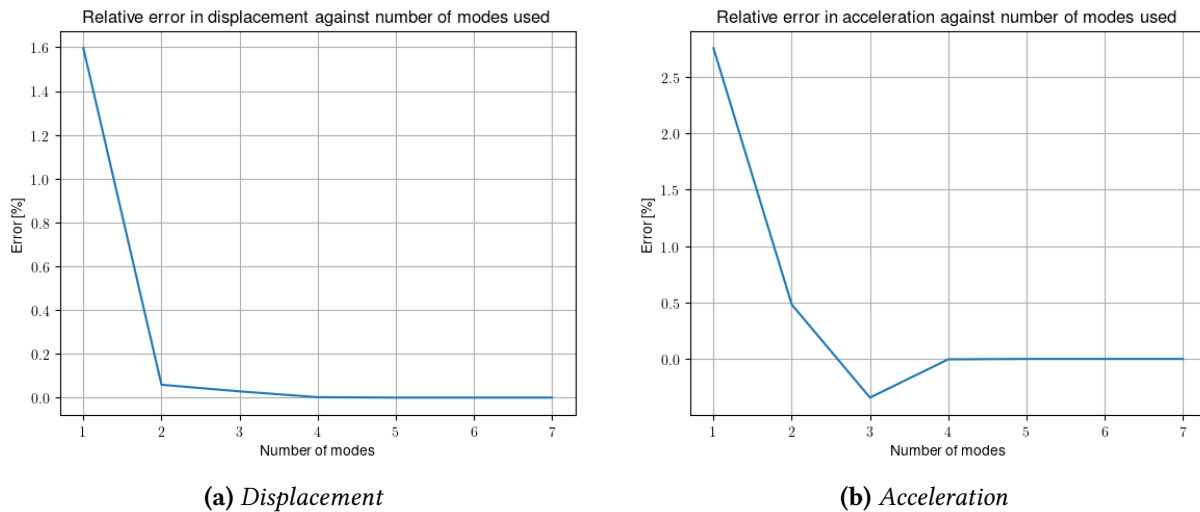 Relative error in displacement against number of modes used
1.6
1.4
1.2
1.0
0.8
0.6
0.4
0.2
0.0
Error [%]
1 2 3 4 5 6 7
Number of modes
(a) Displacement
Relative error in acceleration against number of modes used
2.5
2.0
1.5
1.0
0.5
0.0
Error [%]
1 2 3 4 5 6 7
Number of modes
(b) Acceleration